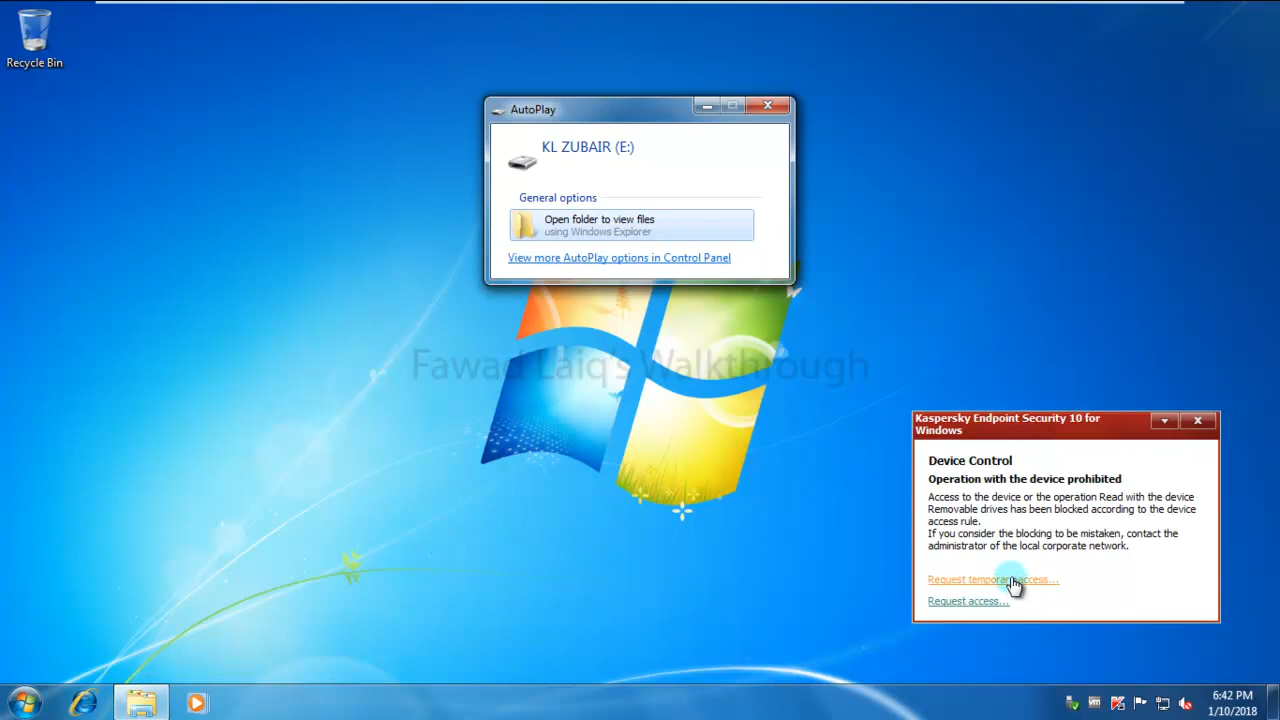 Recycle Bin
AutoPlay
KL ZUBAIR (E:)
General options
Open folder to view files
using Windows Explorer
View more AutoPlay options in Control Panel
Fawad Laiq's Walkthrough
Kaspersky Endpoint Security 10 for
Windows
Device Control
Operation with the device prohibited
Access to the device or the operation Read with the device
Removable drives has been blocked according to the device
access rule.
If you consider the blocking to be mistaken, contact the
administrator of the local corporate network.
Request temporary access...
Request access...
6:42 PM
1/10/2018